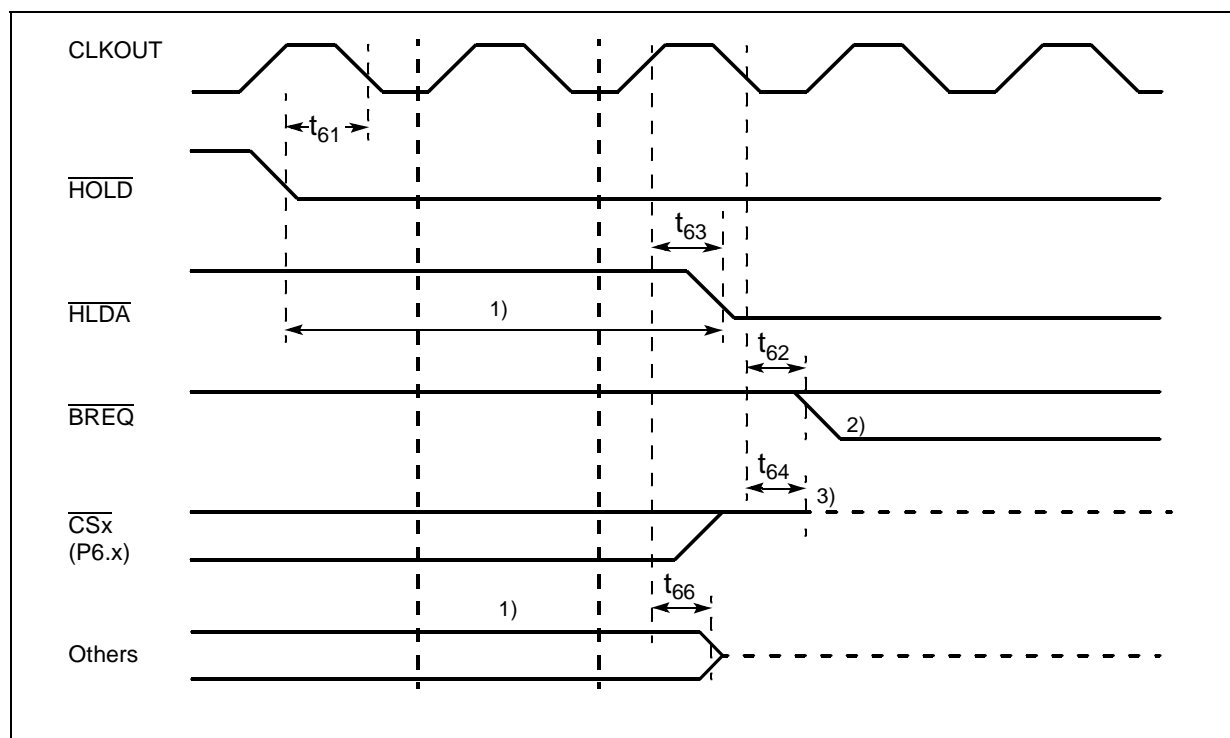 CLKOUT
t61
HOLD
t63
HLDA
1)
t62
BREQ
2)
t64
3)
CSx
(P6.x)
t66
1)
Others